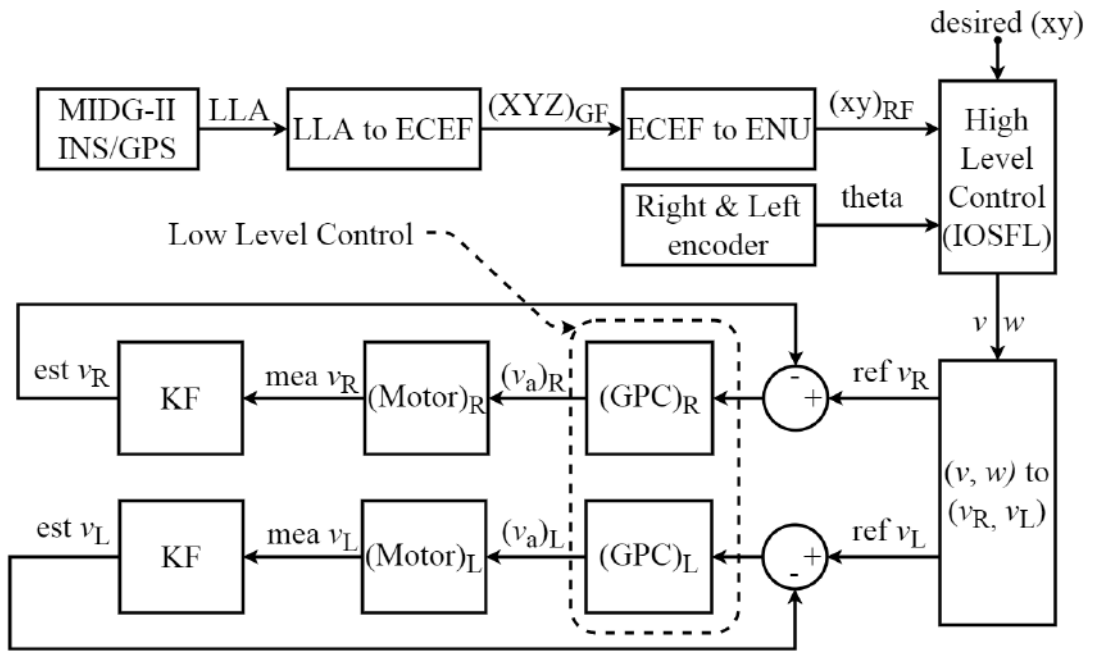 desired (xy)
MIDG-II
INS/GPS
LLA
LLA to ECEF
(XYZ)GF
ECEF to ENU
(xy)RF
High
Level
Control
(IOSFL)
Right & Left
encoder
theta
Low Level Control
v w
est vR
KF
mea vR
(Motor)R
(va)R
(GPC)R
-
+
ref vR
(v, w) to
(vR, vL)
est vL
KF
mea vL
(Motor)L
(va)L
(GPC)L
+
-
ref vL